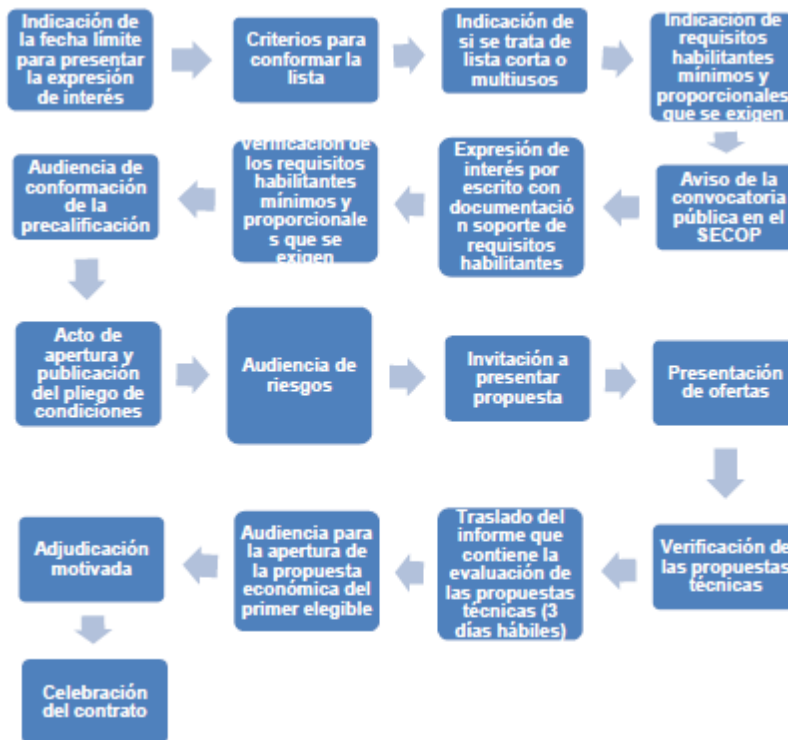 Indicación de
la fecha límite
para presentar
la expresión
de interés
Criterios para
conformar la
lista
Indicación de
si se trata de
lista corta o
multiusos
Indicación de
requisitos
habilitantes
mínimos y
proporcionales
que se exigen
Aviso de la
convocatoria
pública en el
SECOP
Expresión de
interés por
escrito con
documentació
n soporte de
requisitos
habilitantes
Verificación de
los requisitos
habilitantes
mínimos y
proporcionale
s que se
exigen
Audiencia de
conformación
de la
precalificación
Acto de
apertura y
publicación
del pliego de
condiciones
Audiencia de
riesgos
Invitación a
presentar
propuesta
Presentación
de ofertas
Verificación de
las propuestas
técnicas
Traslado del
informe que
contiene la
evaluación de
las propuestas
técnicas (3
días hábiles)
Audiencia para
la apertura de
la propuesta
económica del
primer elegible
Adjudicación
motivada
Celebración
del contrato